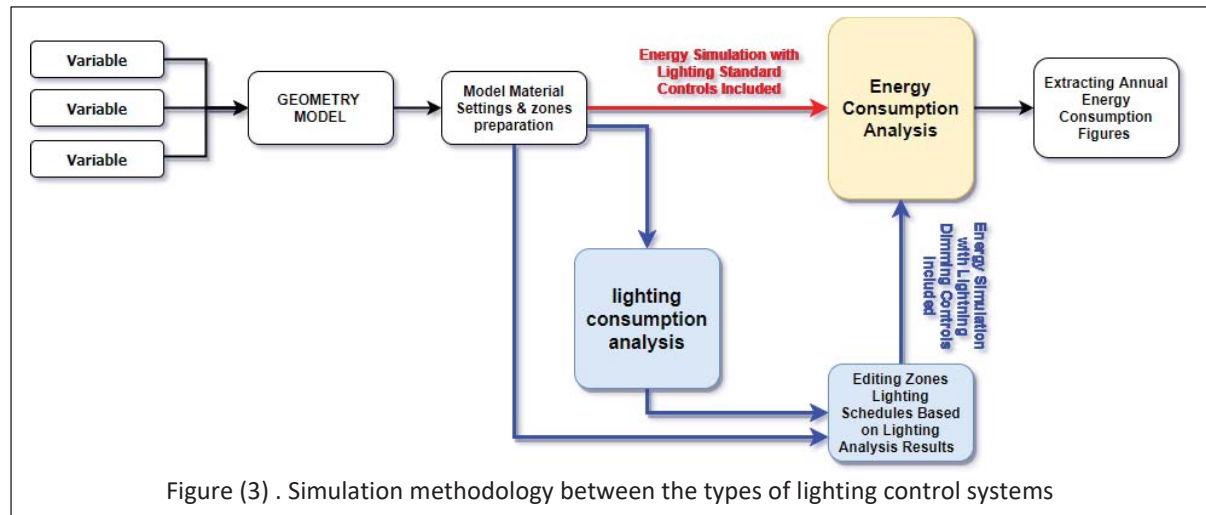 Variable
Variable
Variable
GEOMETRY
MODEL
Model Material
Settings & zones
preparation
Energy Simulation with
Lighting Standard
Controls Included
Energy
Consumption
Analysis
Extracting Annual
Energy
Consumption
Figures
lighting
consumption
analysis
Energy Simulation
with Lightning
Dimming Controls
Included
Editing Zones
Lighting
Schedules Based
on Lighting
Analysis Results
Figure (3) . Simulation methodology between the types of lighting control systems